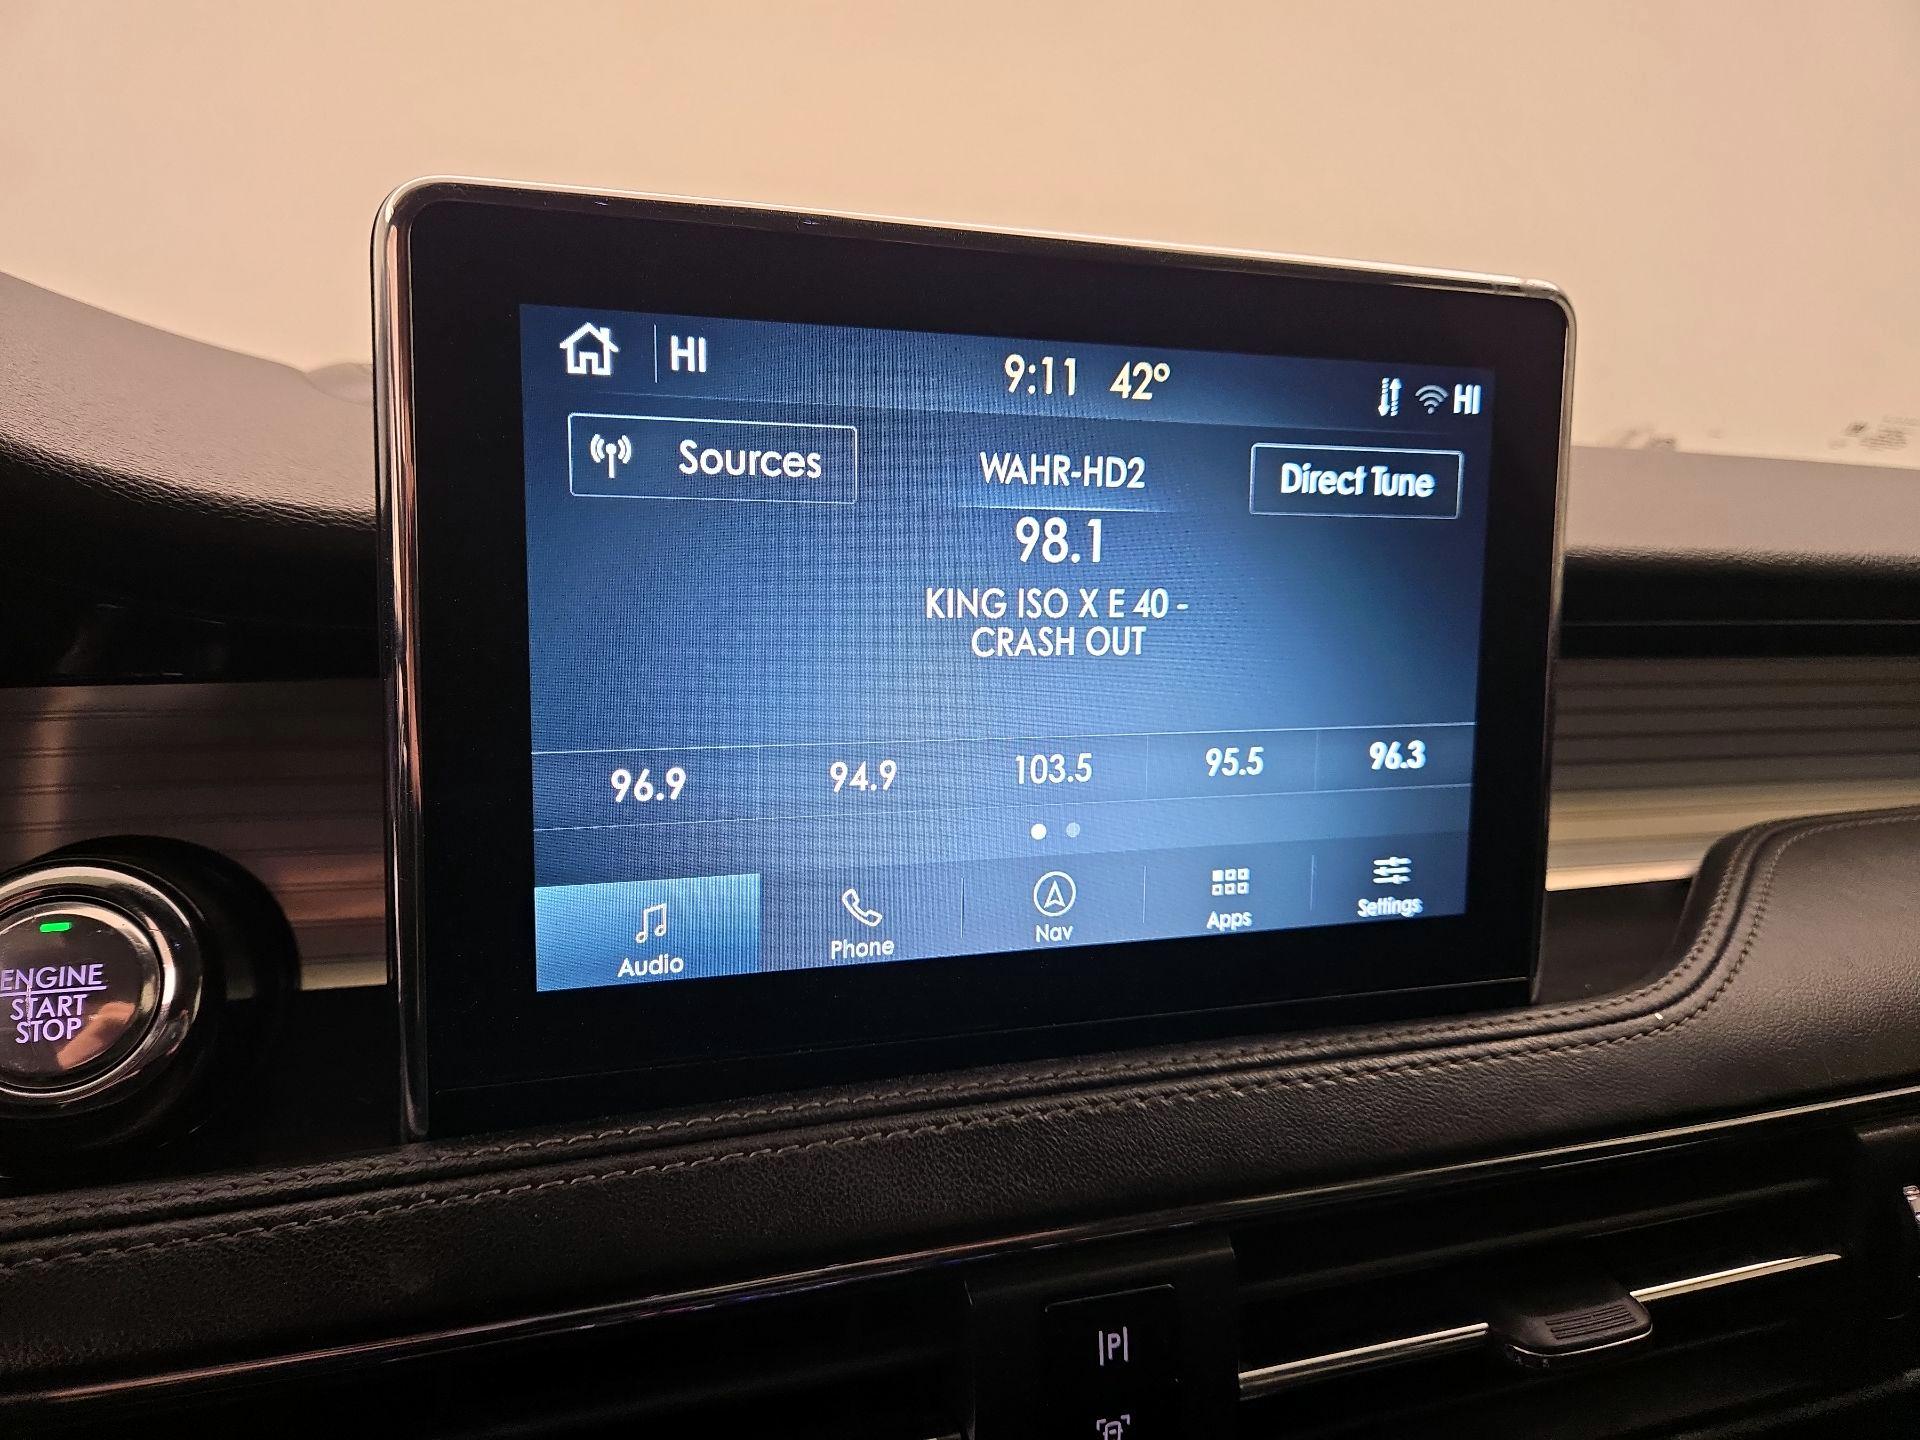 HI
9:11 42°
HI
Sources
WAHR-HD2
Direct Tune
98.1
KING ISO X E 40 -
CRASH OUT
96.9 94.9 103.5 95.5 96.3
Audio Phone Nav Apps Settings
ENGINE
START
STOP
P